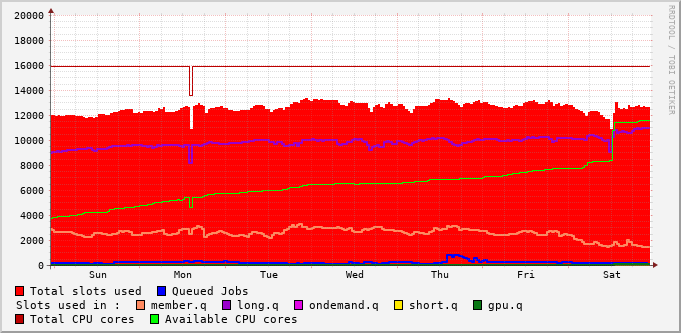 20000
18000
16000
14000
12000
10000
8000
6000
4000
2000
0
Sun Mon Tue Wed Thu Fri Sat
RRDTOOL / TOBI OETIKER
Total slots used Queued Jobs
Slots used in : member.q long.q ondemand.q short.q gpu.q
Total CPU cores Available CPU cores